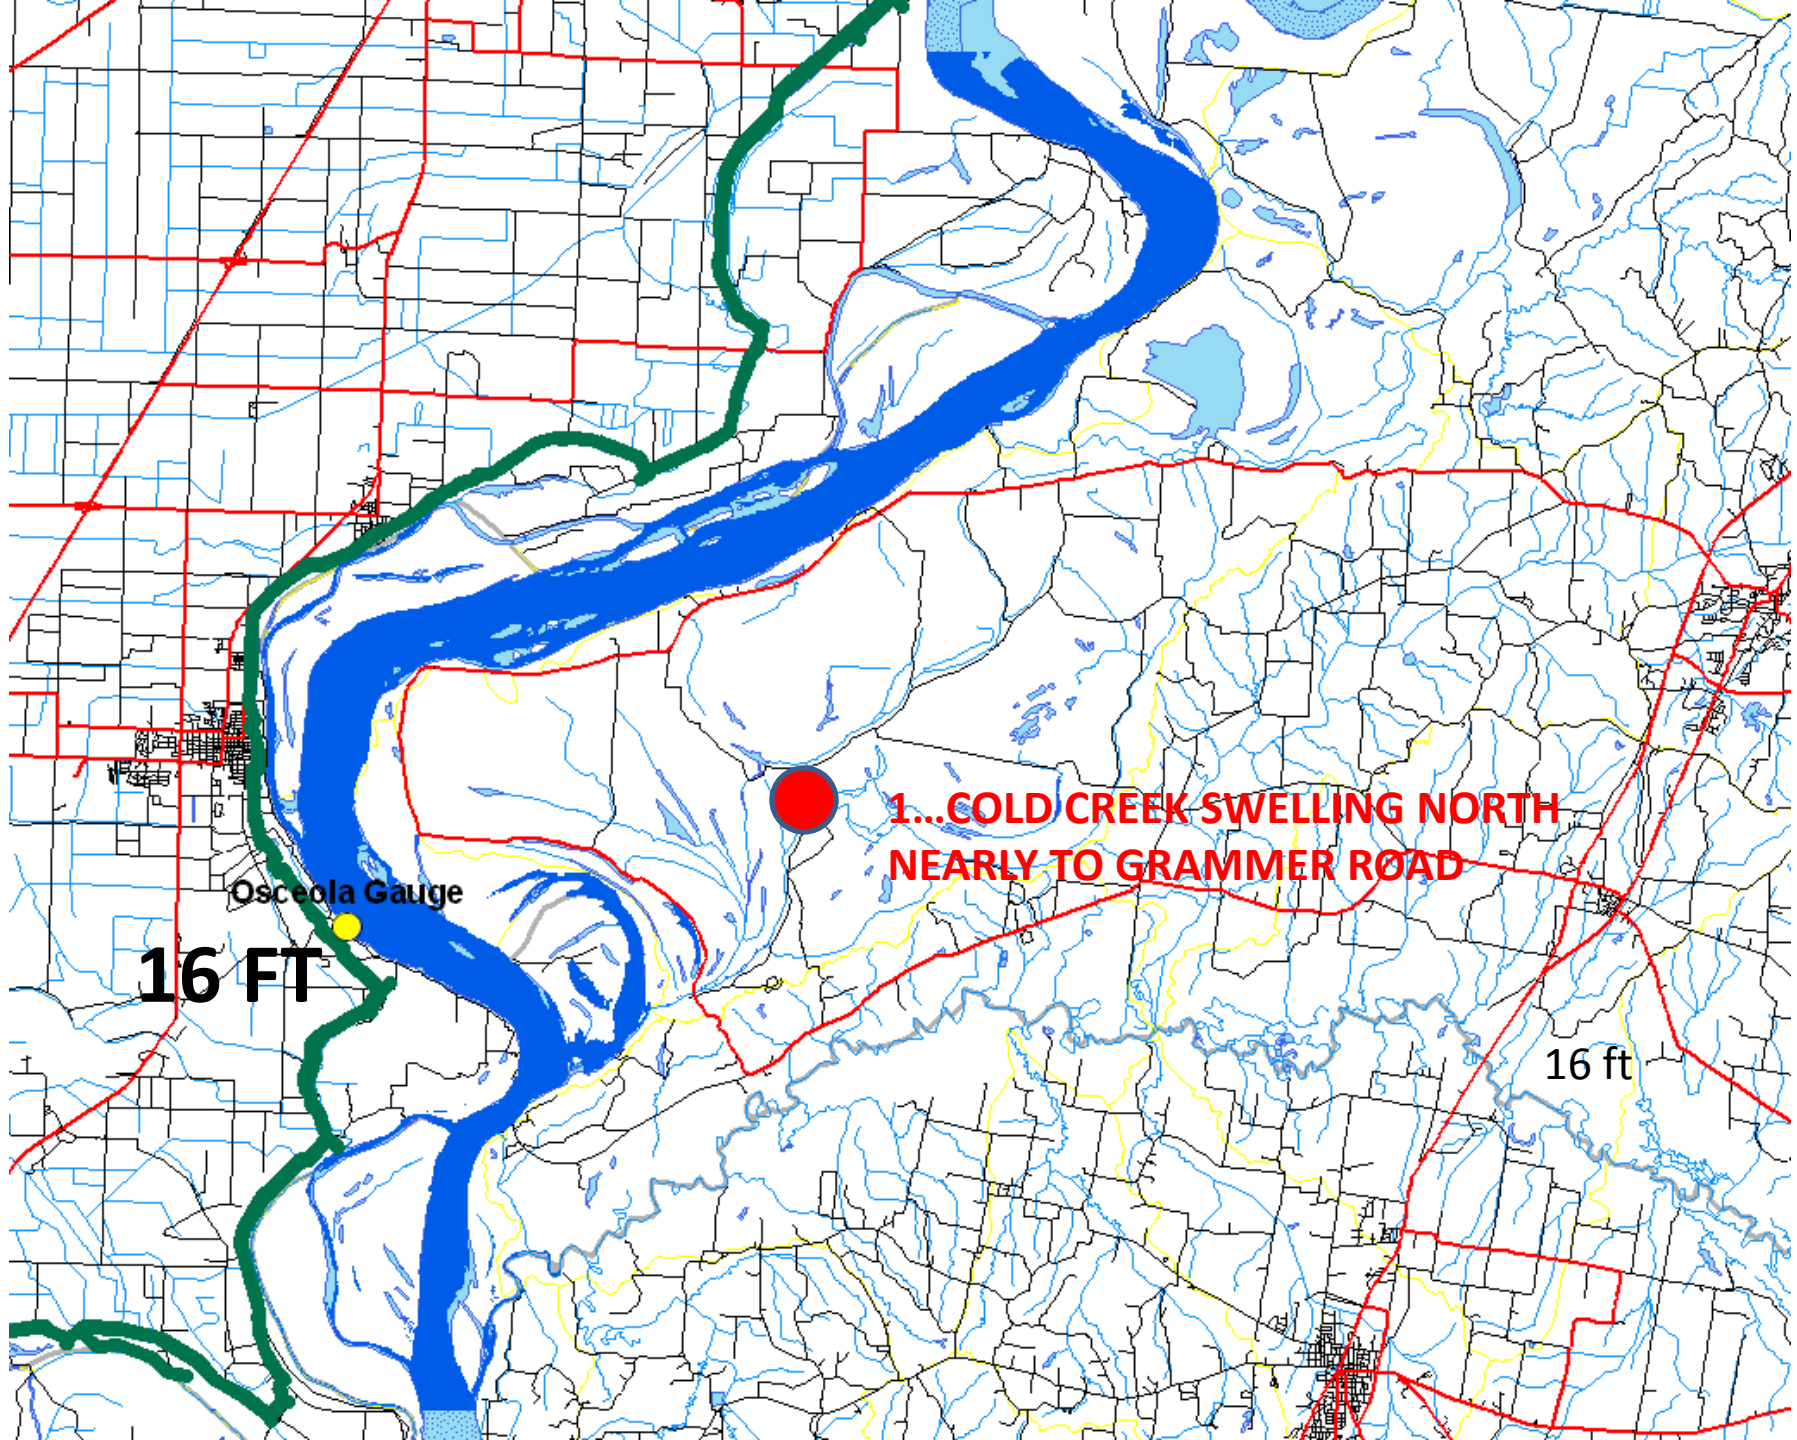 1...COLD CREEK SWELLING NORTH
NEARLY TO GRAMMER ROAD
Osceola Gauge
16 FT
16 ft